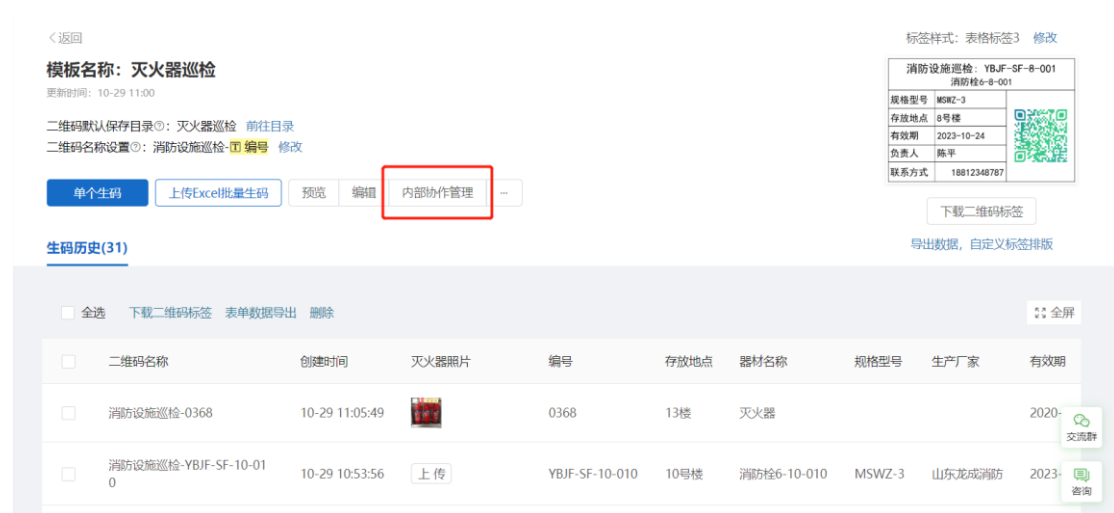 <返回
标签样式：表格标签3 修改
模板名称：灭火器巡检
更新时间：10-29 11:00
二维码默认保存目录?：灭火器巡检 前往目录
二维码名称设置?：消防设施巡检-T 编号 修改
消防设施巡检：YBJF-SF-8-001
消防栓6-8-001
规格型号 MSWZ-3
存放地点 8号楼
有效期 2023-10-24
负责人 陈平
联系方式 18812348787
单个生码 上传Excel批量生码 预览 编辑 内部协作管理 –
下载二维码标签
生码历史(31)
导出数据，自定义标签排版
全选 下载二维码标签 表单数据导出 删除 全屏
二维码名称 创建时间 灭火器照片 编号 存放地点 器材名称 规格型号 生产厂家 有效期
消防设施巡检-0368 10-29 11:05:49 0368 13楼 灭火器 2020-
交流群
消防设施巡检-YBJF-SF-10-01
0 10-29 10:53:56 上传 YBJF-SF-10-010 10号楼 消防栓6-10-010 MSWZ-3 山东龙成消防 2023-
咨询